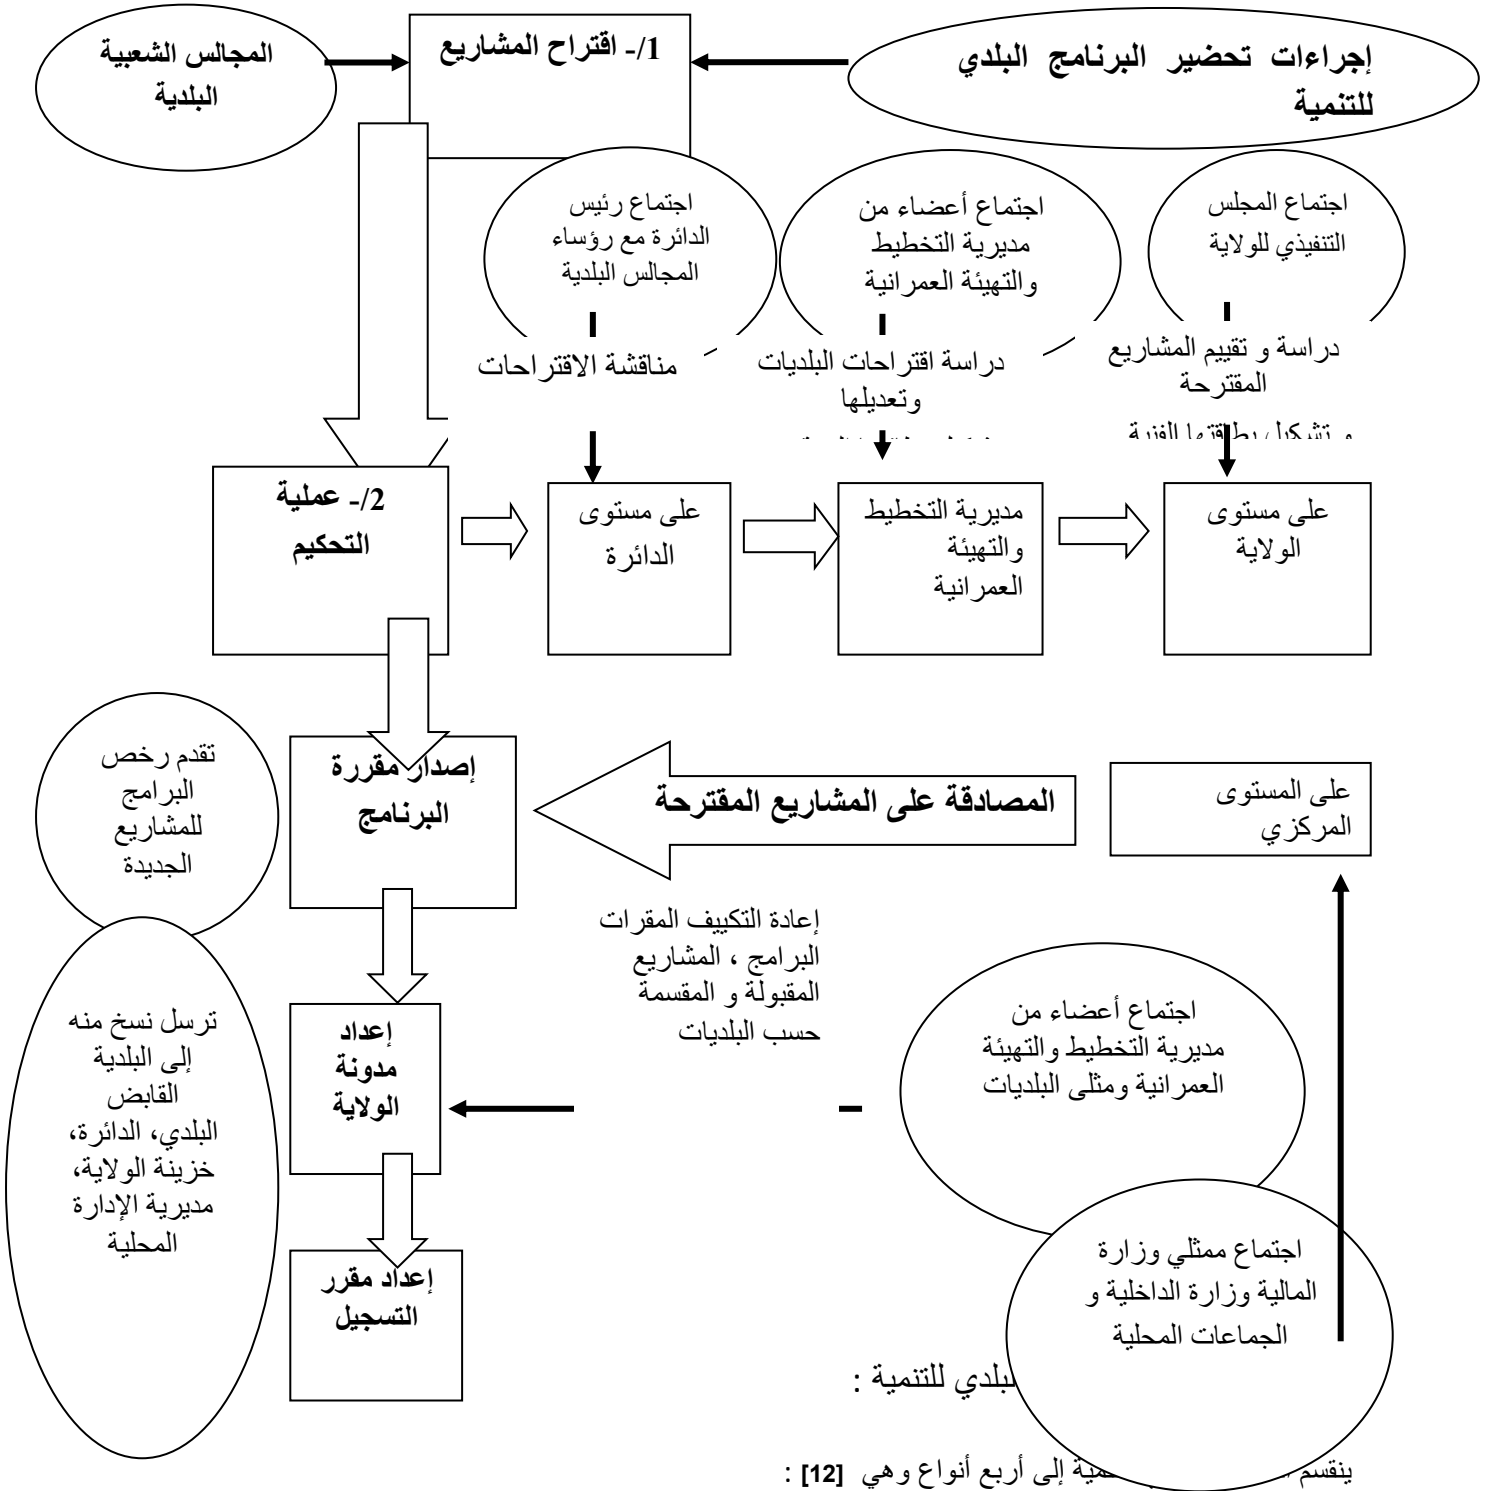 إجراءات تحضير البرنامج البلدي
للتنمية
1/- اقتراح المشاريع
المجالس الشعبية
البلدية
اجتماع المجلس
التنفيذي للولاية
اجتماع أعضاء من
مديرية التخطيط
والتهيئة العمرانية
اجتماع رئيس
الدائرة مع رؤساء
المجالس البلدية
دراسة و تقييم المشاريع
المقترحة
و تشكيل بطاقتها الفنية
دراسة اقتراحات البلديات
وتعديلها
مناقشة الاقتراحات
2/- عملية
التحكيم
على مستوى
الدائرة
مديرية التخطيط
والتهيئة
العمرانية
على مستوى
الولاية
على المستوى
المركزي
المصادقة على المشاريع المقترحة
إصدار مقررة
البرنامج
تقدم رخص
البرامج
للمشاريع
الجديدة
إعادة التكييف المقرات
البرامج ، المشاريع
المقبولة و المقسمة
حسب البلديات
اجتماع أعضاء من
مديرية التخطيط والتهيئة
العمرانية ومثلى البلديات
إعداد
مدونة
الولاية
ترسل نسخ منه
إلى البلدية
القابض
البلدي، الدائرة،
خزينة الولاية،
مديرية الإدارة
المحلية
اجتماع ممثلي وزارة
المالية وزارة الداخلية و
الجماعات المحلية
إعداد مقرر
التسجيل
لبلدي للتنمية :
ينقسم إلى أربع أنواع وهي [12] :